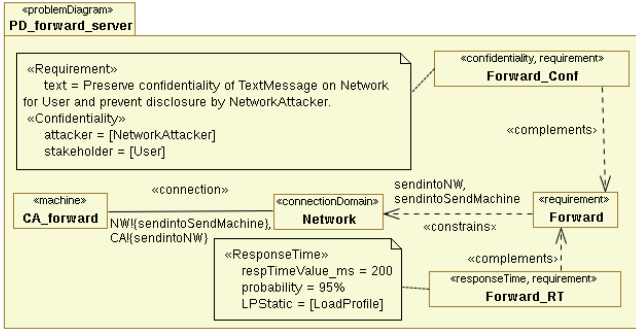 «problemDiagram»
PD_forward_server
«Requirement»
text = Preserve confidentiality of TextMessage on Network
for User and prevent disclosure by NetworkAttacker.
«Confidentiality»
attacker = [NetworkAttacker]
stakeholder = [User]
«confidentiality, requirement»
Forward_Conf
«complements»
«connection»
«machine»
CA_forward
NW!{sendintoSendMachine},
CA!{sendintoNW}
«connectionDomain»
Network
sendintoNW,
sendintoSendMachine
«constrains»
«requirement»
Forward
«ResponseTime»
respTimeValue_ms = 200
probability = 95%
LPStatic = [LoadProfile]
«complements»
«responseTime, requirement»
Forward_RT